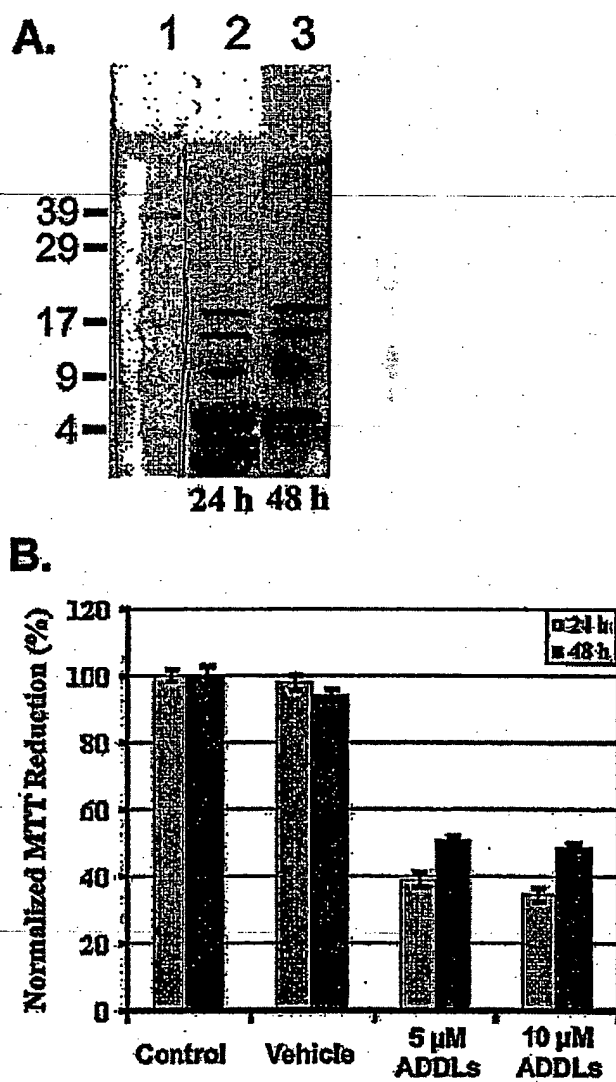 A.
1 2 3
39
29
17
9
4
24 h 48 h
B.
Normalized MTT Reduction (%)
120
100
80
60
40
20
0
24 h
48 h
Control Vehicle 5 µM ADDLs 10 µM ADDLs